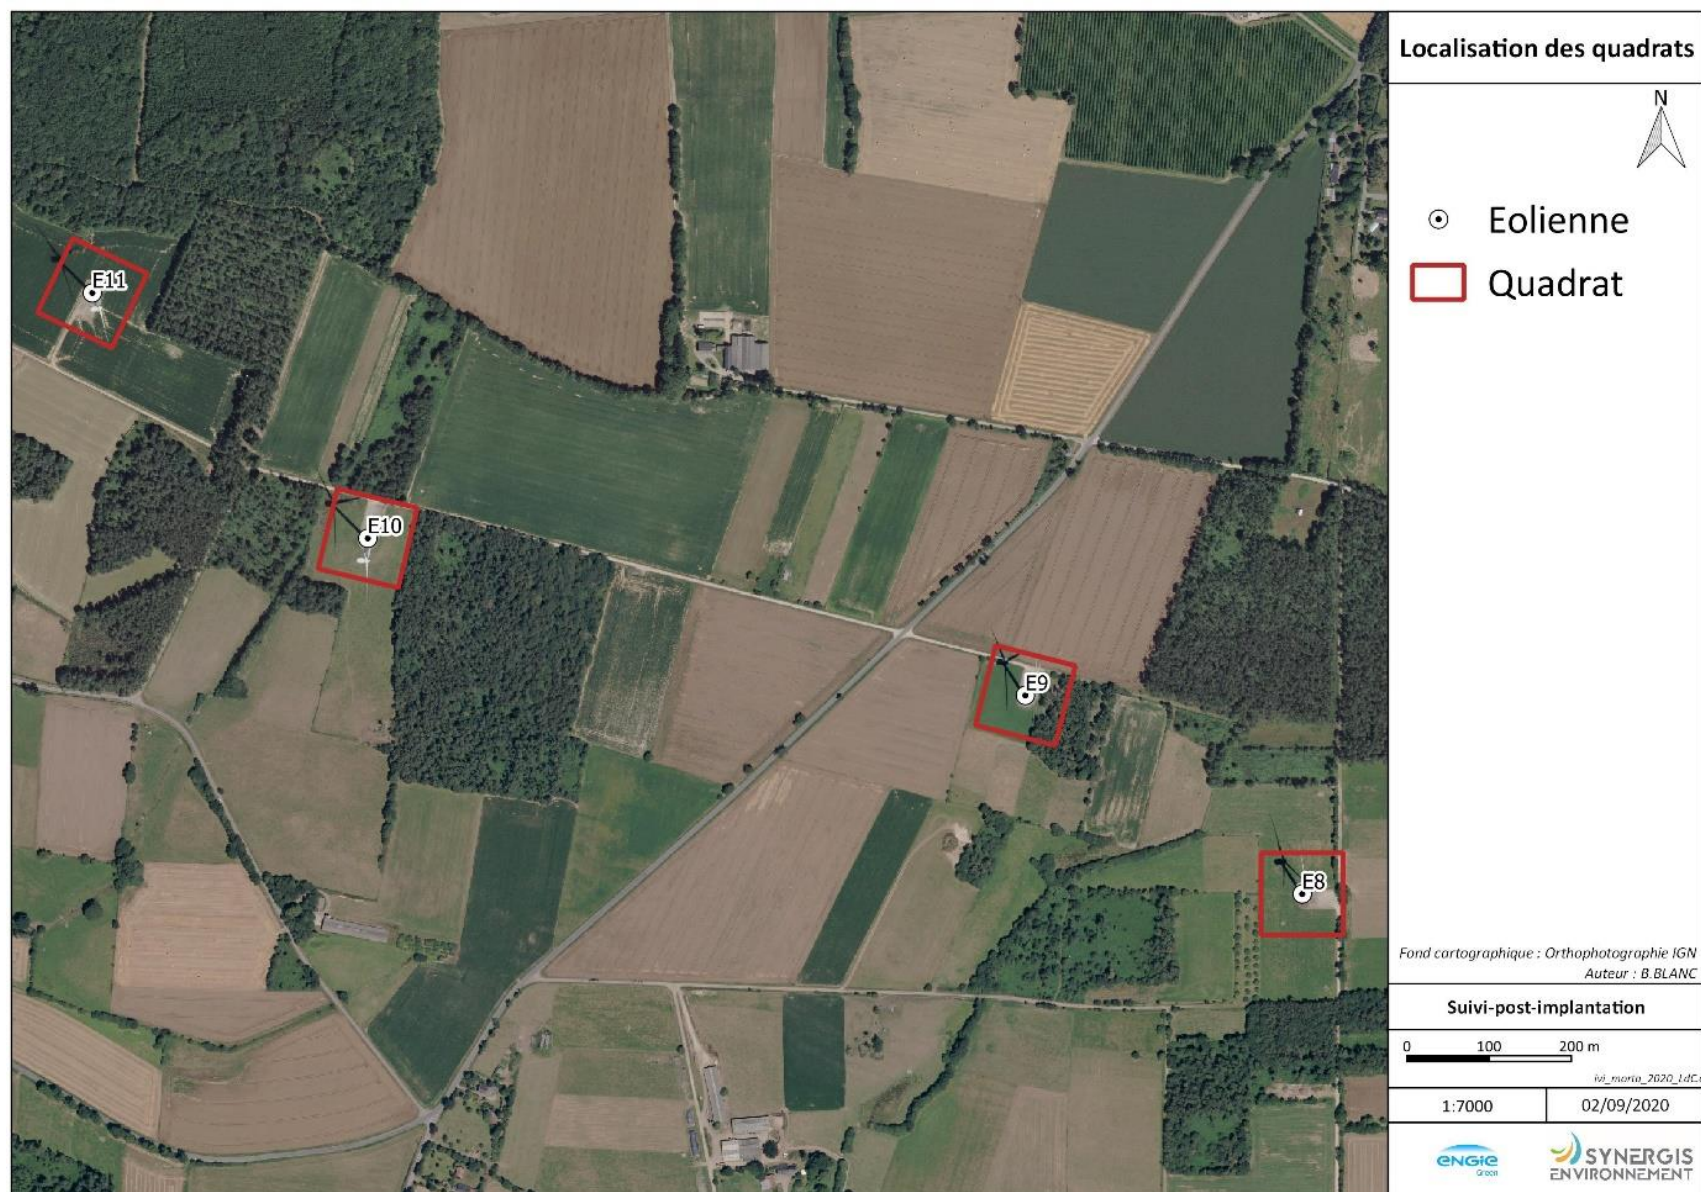 Localisation des quadrats
N
Eolienne
Quadrat
E11
E10
E9
E8
Fond cartographique : Orthophotographie IGN
Auteur : B.BLANC
Suivi-post-implantation
0 100 200 m
1:7000 02/09/2020
ENGIE
Green
SYNERGIS
ENVIRONNEMENT